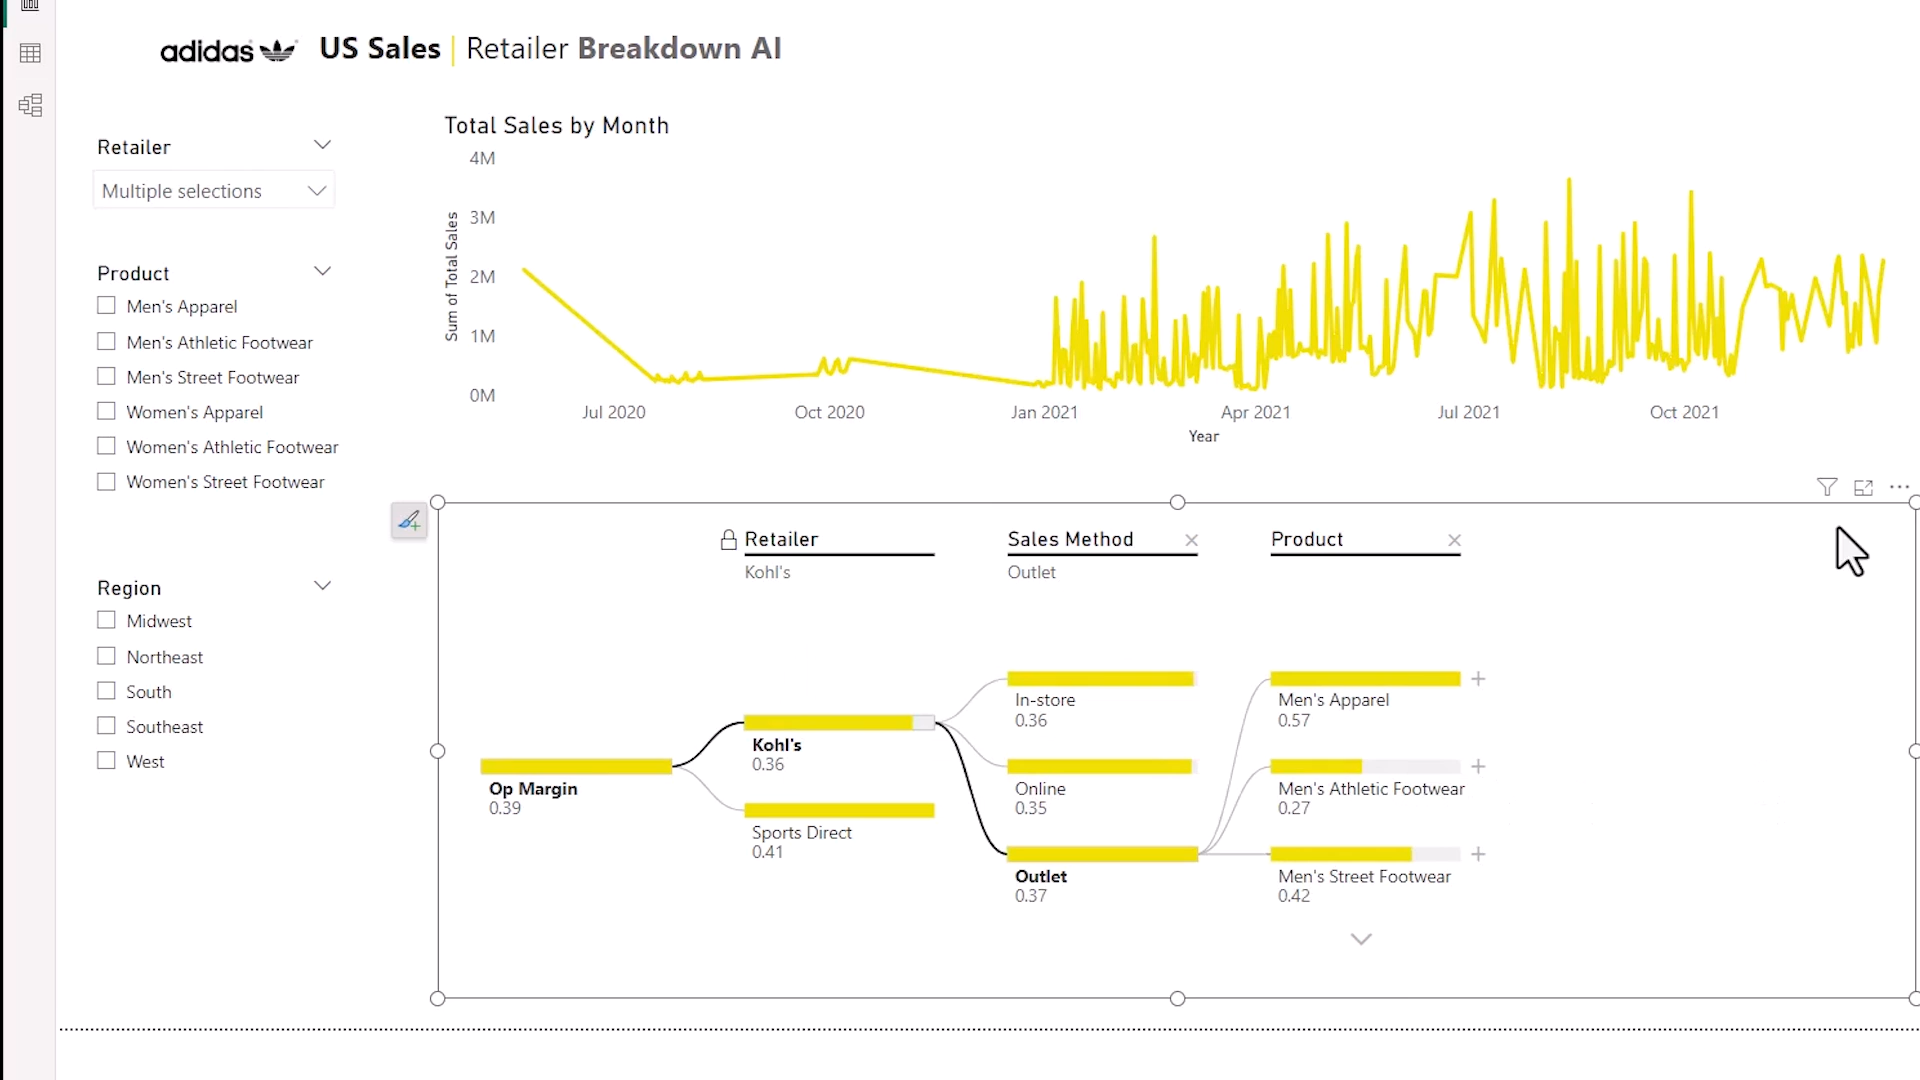 adidas US Sales | Retailer Breakdown AI
Retailer
Multiple selections
Product
Men's Apparel
Men's Athletic Footwear
Men's Street Footwear
Women's Apparel
Women's Athletic Footwear
Women's Street Footwear
Region
Midwest
Northeast
South
Southeast
West
Total Sales by Month
Sum of Total Sales
4M
3M
2M
1M
0M
Jul 2020 Oct 2020 Jan 2021 Apr 2021 Jul 2021 Oct 2021
Year
Retailer Sales Method Product
Kohl's Outlet
Op Margin
0.39
Kohl's
0.36
Sports Direct
0.41
In-store
0.36
Online
0.35
Outlet
0.37
Men's Apparel
0.57
Men's Athletic Footwear
0.27
Men's Street Footwear
0.42